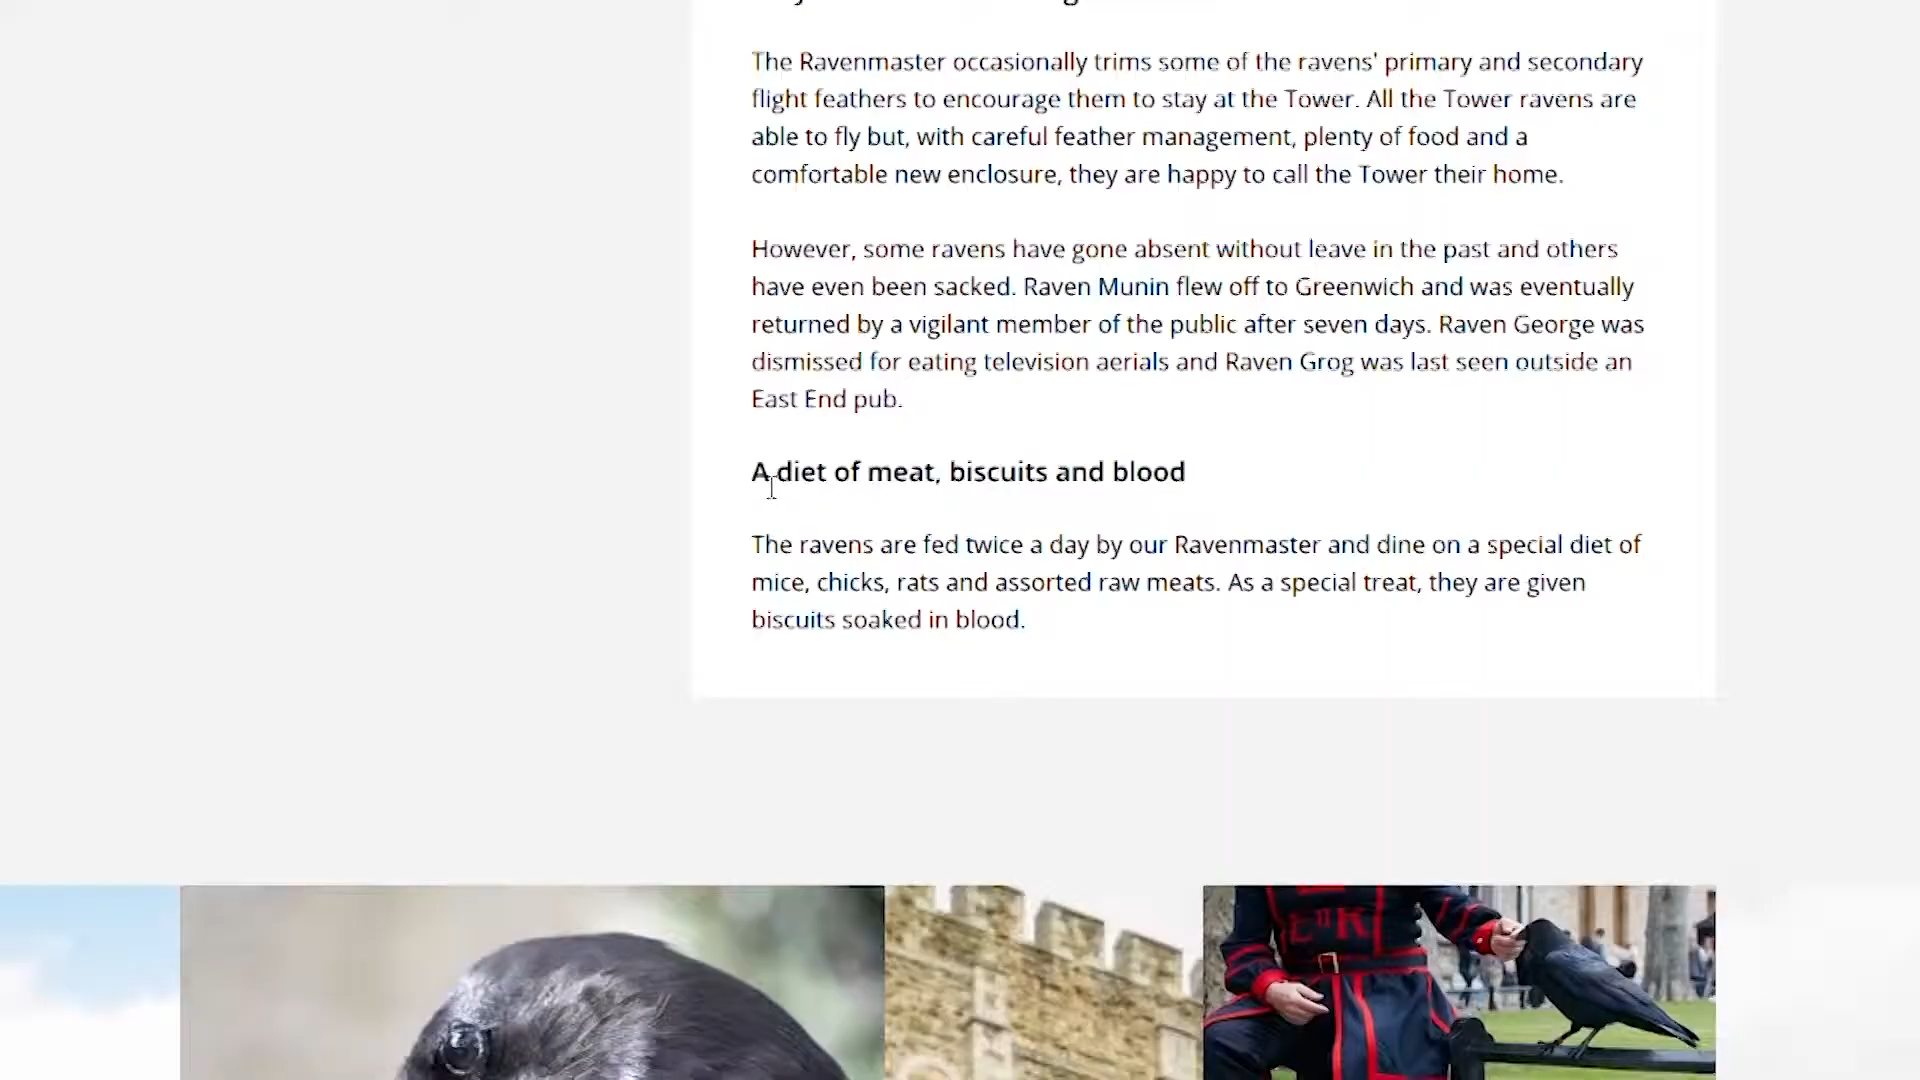 The Ravenmaster occasionally trims some of the ravens' primary and secondary
flight feathers to encourage them to stay at the Tower. All the Tower ravens are
able to fly but, with careful feather management, plenty of food and a
comfortable new enclosure, they are happy to call the Tower their home.
However, some ravens have gone absent without leave in the past and others
have even been sacked. Raven Munin flew off to Greenwich and was eventually
returned by a vigilant member of the public after seven days. Raven George was
dismissed for eating television aerials and Raven Grog was last seen outside an
East End pub.
A diet of meat, biscuits and blood
The ravens are fed twice a day by our Ravenmaster and dine on a special diet of
mice, chicks, rats and assorted raw meats. As a special treat, they are given
biscuits soaked in blood.
EIIR